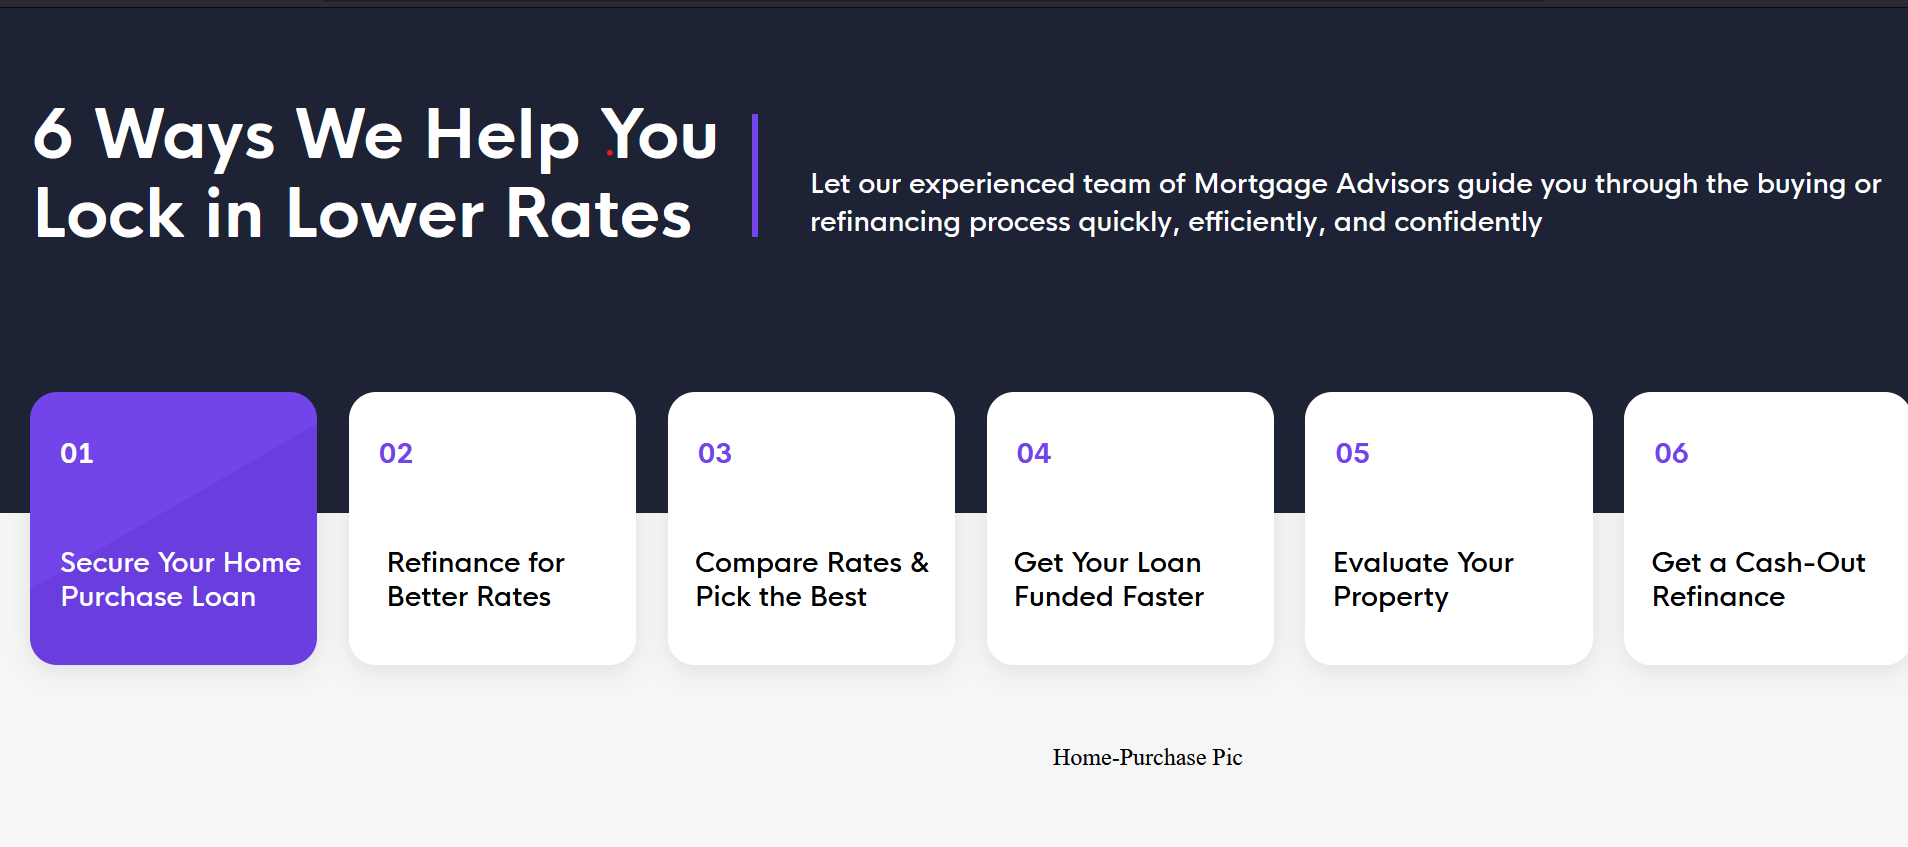 6 Ways We Help You
Lock in Lower Rates
Let our experienced team of Mortgage Advisors guide you through the buying or
refinancing process quickly, efficiently, and confidently
01
Secure Your Home
Purchase Loan
02
Refinance for
Better Rates
03
Compare Rates &
Pick the Best
04
Get Your Loan
Funded Faster
05
Evaluate Your
Property
06
Get a Cash-Out
Refinance
Home-Purchase Pic